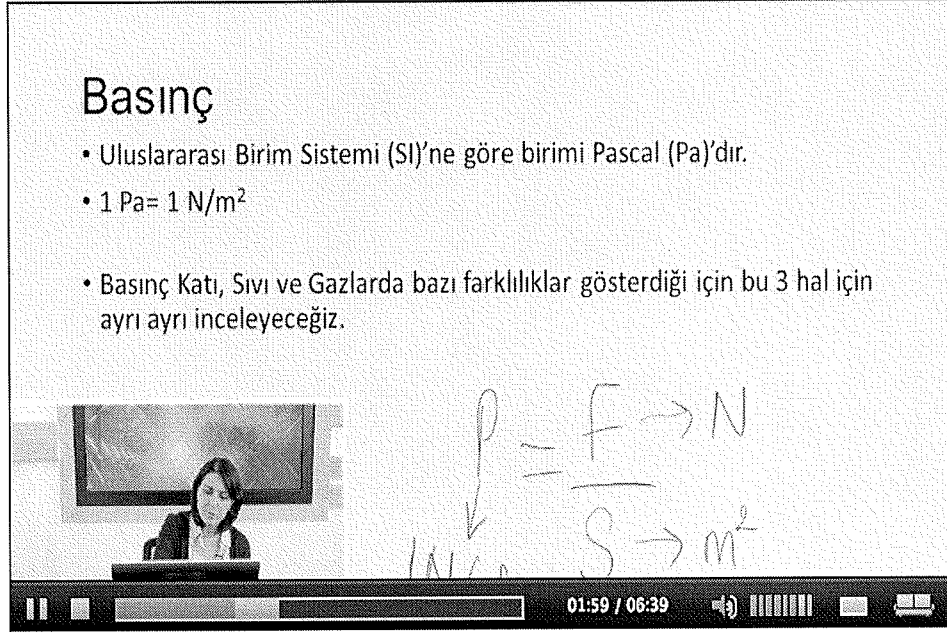 Basınç
• Uluslararası Birim Sistemi (SI)'ne göre birimi Pascal (Pa)'dır.
• 1 Pa= 1 N/m²
• Basınç Katı, Sıvı ve Gazlarda bazı farklılıklar gösterdiği için bu 3 hal için
ayrı ayrı inceleyeceğiz.
P = F → N
S → m²
01:59 / 06:39